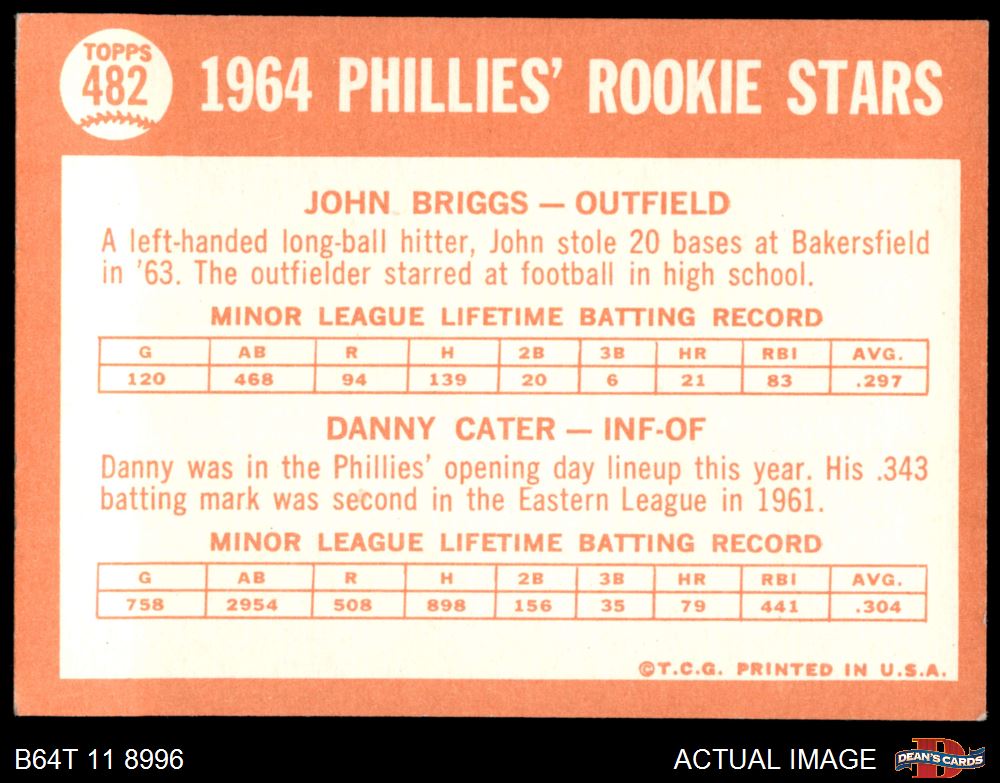 TOPPS
482
1964 PHILLIES' ROOKIE STARS
JOHN BRIGGS — OUTFIELD
A left-handed long-ball hitter, John stole 20 bases at Bakersfield
in '63. The outfielder starred at football in high school.
MINOR LEAGUE LIFETIME BATTING RECORD
G AB R H 2B 3B HR RBI AVG.
120 468 94 139 20 6 21 83 .297
DANNY CATER — INF-OF
Danny was in the Phillies' opening day lineup this year. His .343
batting mark was second in the Eastern League in 1961.
MINOR LEAGUE LIFETIME BATTING RECORD
G AB R H 2B 3B HR RBI AVG.
758 2954 508 898 156 35 79 441 .304
©T.C.G. PRINTED IN U.S.A.
B64T 11 8996
ACTUAL IMAGE
D
DEAN'S CARDS